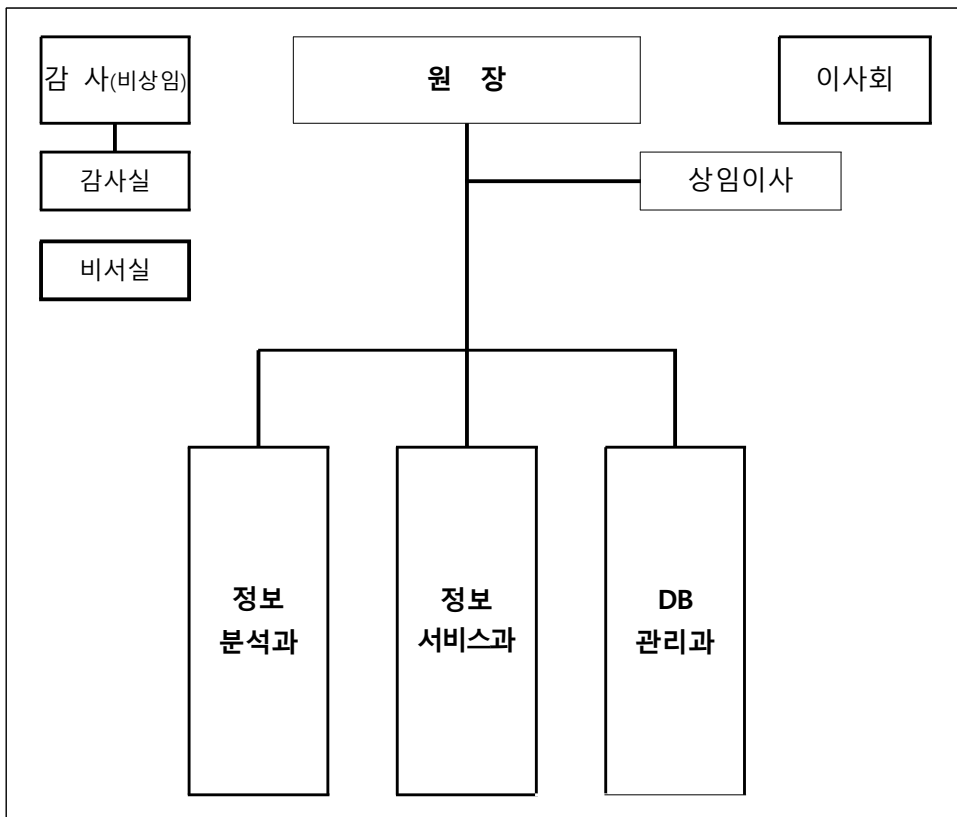 감 사(비상임)
원 장
이사회
감사실
상임이사
비서실
정보
분석과
정보
서비스과
DB
관리과